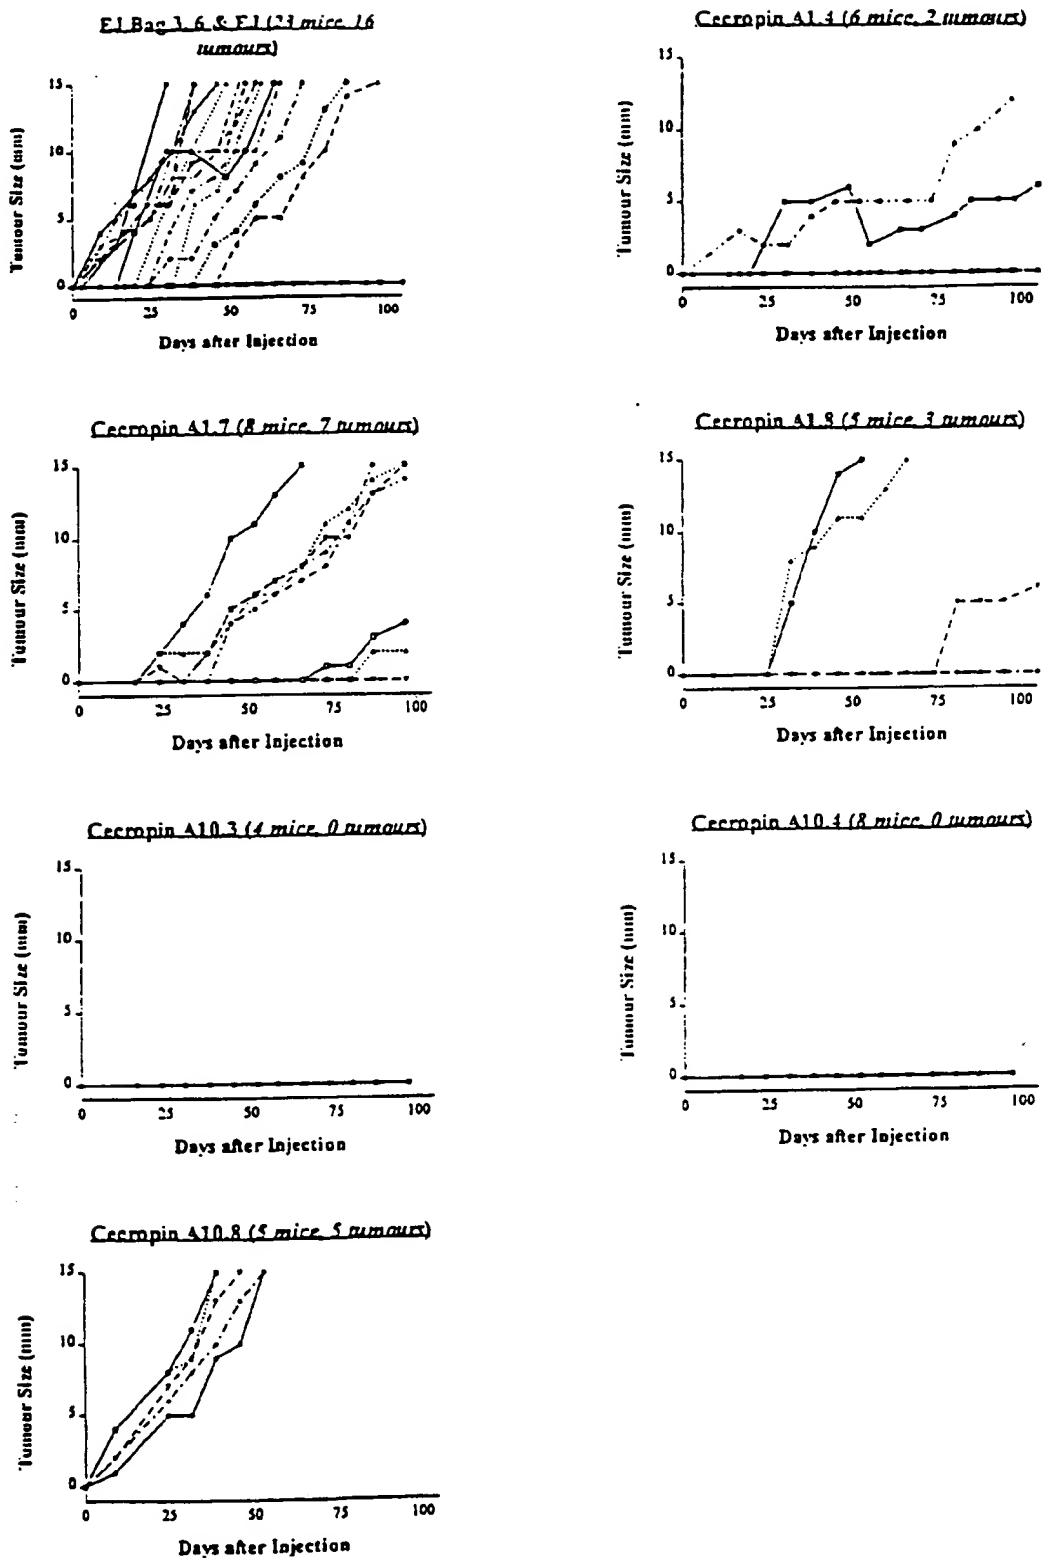 EJ Bag 3, 6 & EJ (23 mice, 16
tumours)
Tumour Size (mm)
15
10
5
0
0 25 50 75 100
Days after Injection
Cecropin A1.4 (6 mice, 2 tumours)
Tumour Size (mm)
15
10
5
0
0 25 50 75 100
Days after Injection
Cecropin A1.7 (8 mice, 7 tumours)
Tumour Size (mm)
15
10
5
0
0 25 50 75 100
Days after Injection
Cecropin A1.8 (5 mice, 3 tumours)
Tumour Size (mm)
15
10
5
0
0 25 50 75 100
Days after Injection
Cecropin A10.3 (4 mice, 0 tumours)
Tumour Size (mm)
15
10
5
0
0 25 50 75 100
Days after Injection
Cecropin A10.4 (8 mice, 0 tumours)
Tumour Size (mm)
15
10
5
0
0 25 50 75 100
Days after Injection
Cecropin A10.8 (5 mice, 5 tumours)
Tumour Size (mm)
15
10
5
0
0 25 50 75 100
Days after Injection